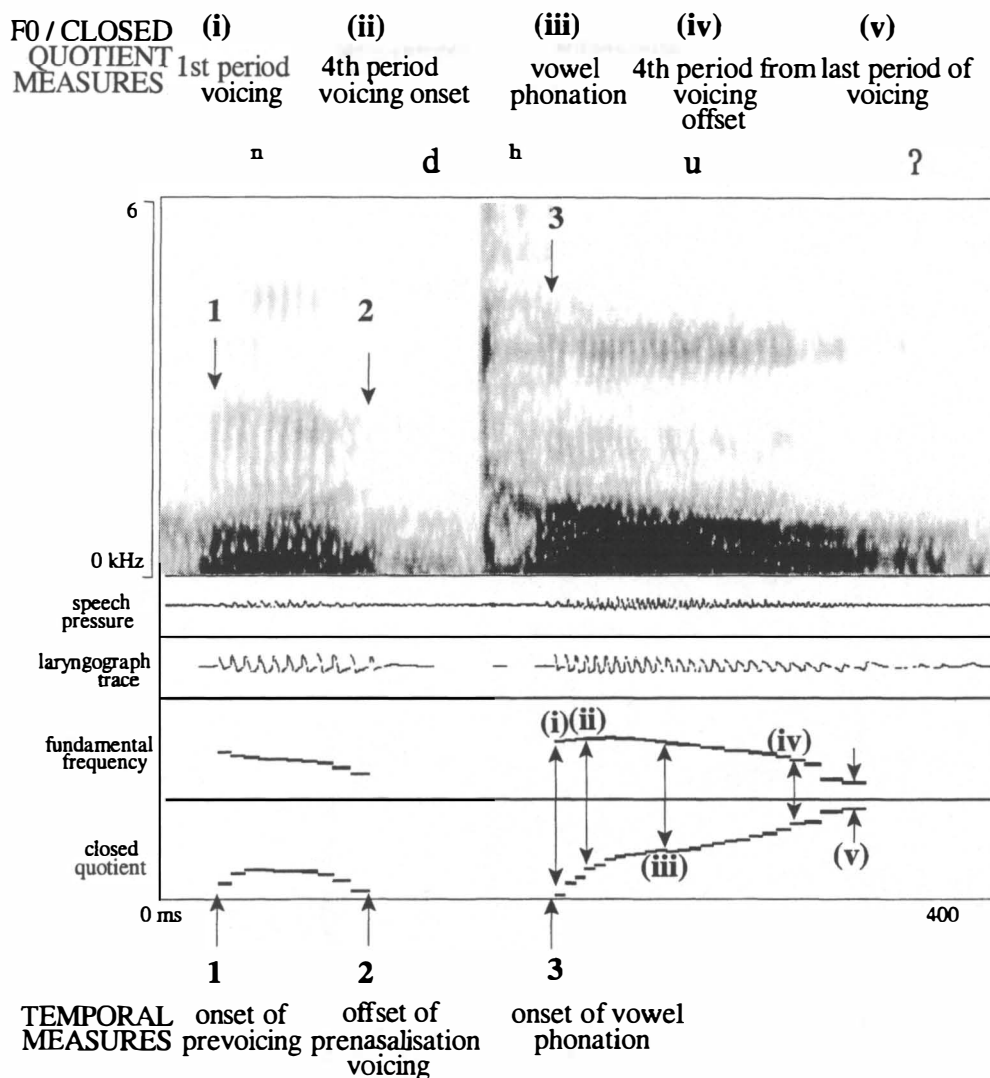 F0 / CLOSED QUOTIENT MEASURES
(i) (ii) (iii) (iv) (v)
1st period voicing
4th period voicing onset
vowel phonation
4th period from voicing offset
last period of voicing
ⁿ d ʰ u ʔ
6
3
1 2
0 kHz
speech pressure
laryngograph trace
(i) (ii) (iv)
fundamental frequency
closed quotient
(iii) (v)
0 ms 400
1 2 3
TEMPORAL MEASURES
onset of prevoicing
offset of prenasalisation voicing
onset of vowel phonation